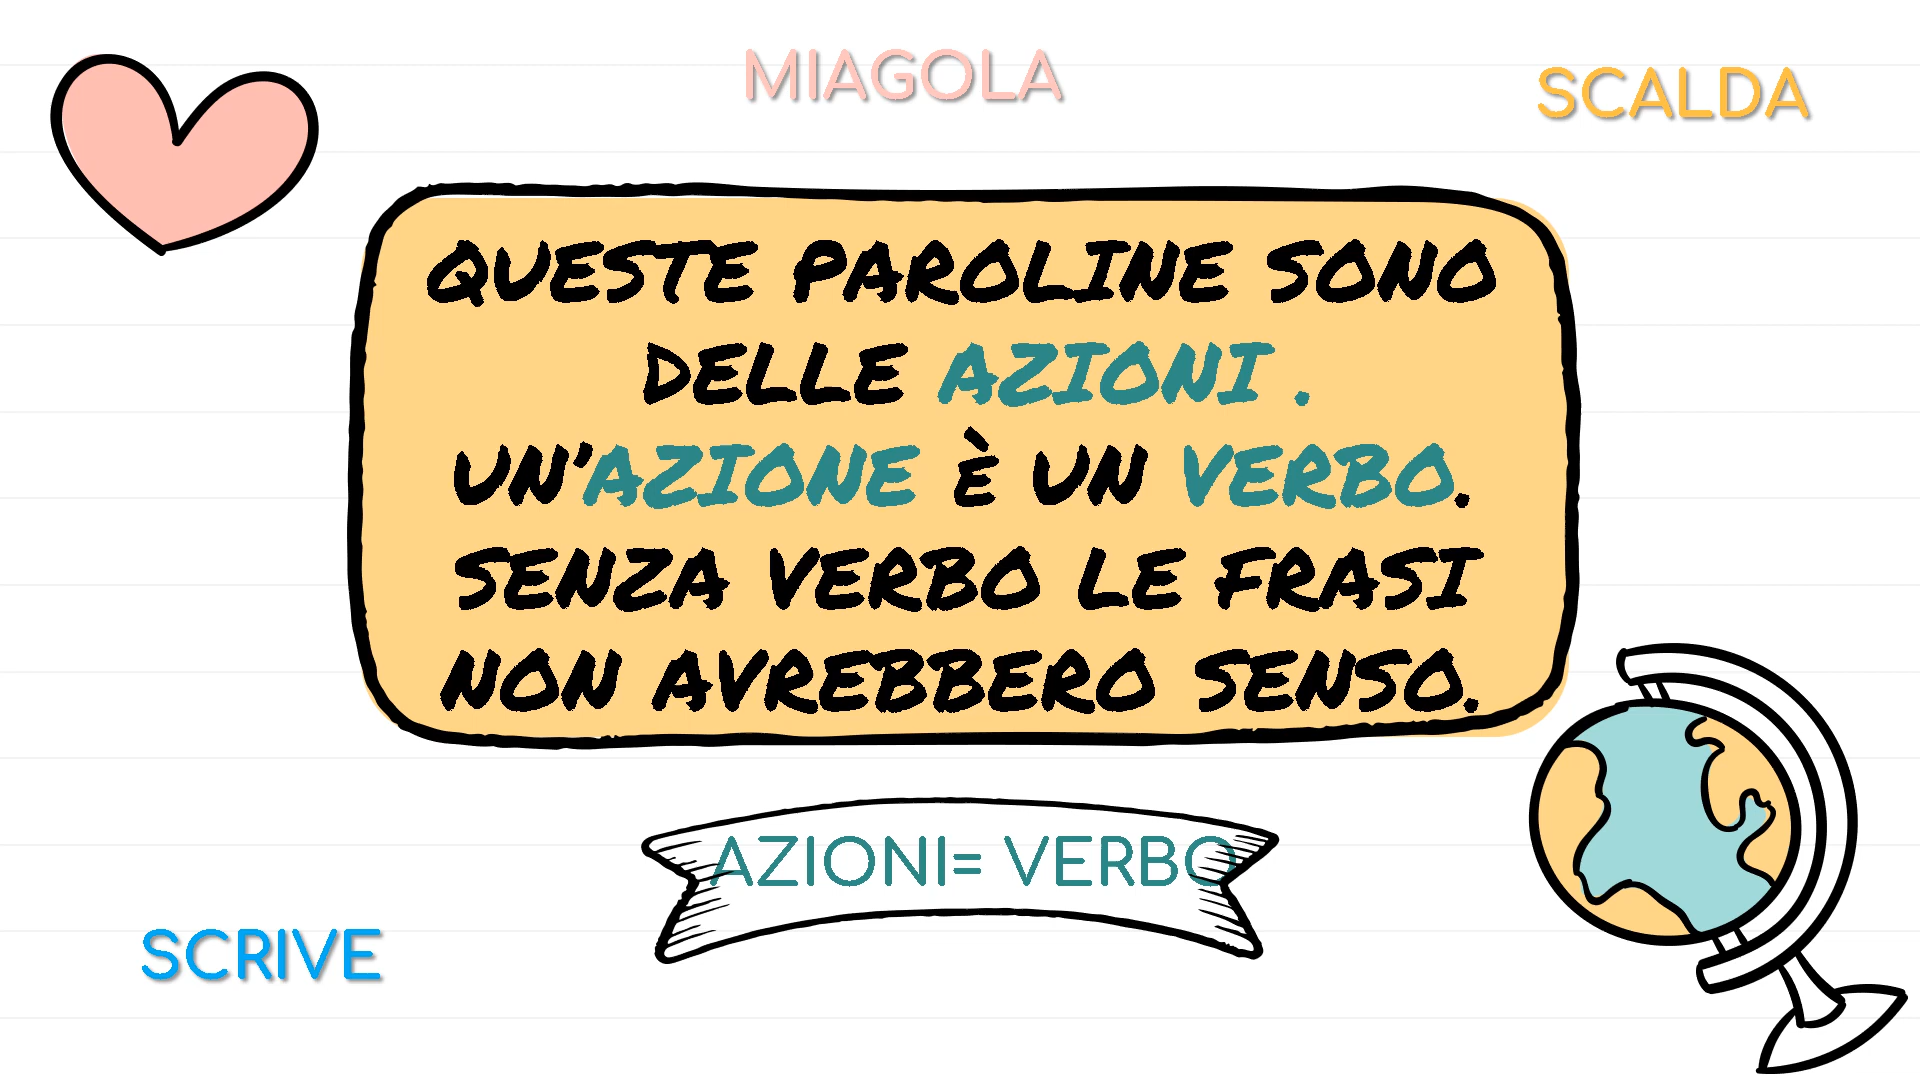 MIAGOLA
SCALDA
QUESTE PAROLINE SONO
DELLE AZIONI .
UN'AZIONE È UN VERBO.
SENZA VERBO LE FRASI
NON AVREBBERO SENSO.
AZIONI= VERBO
SCRIVE